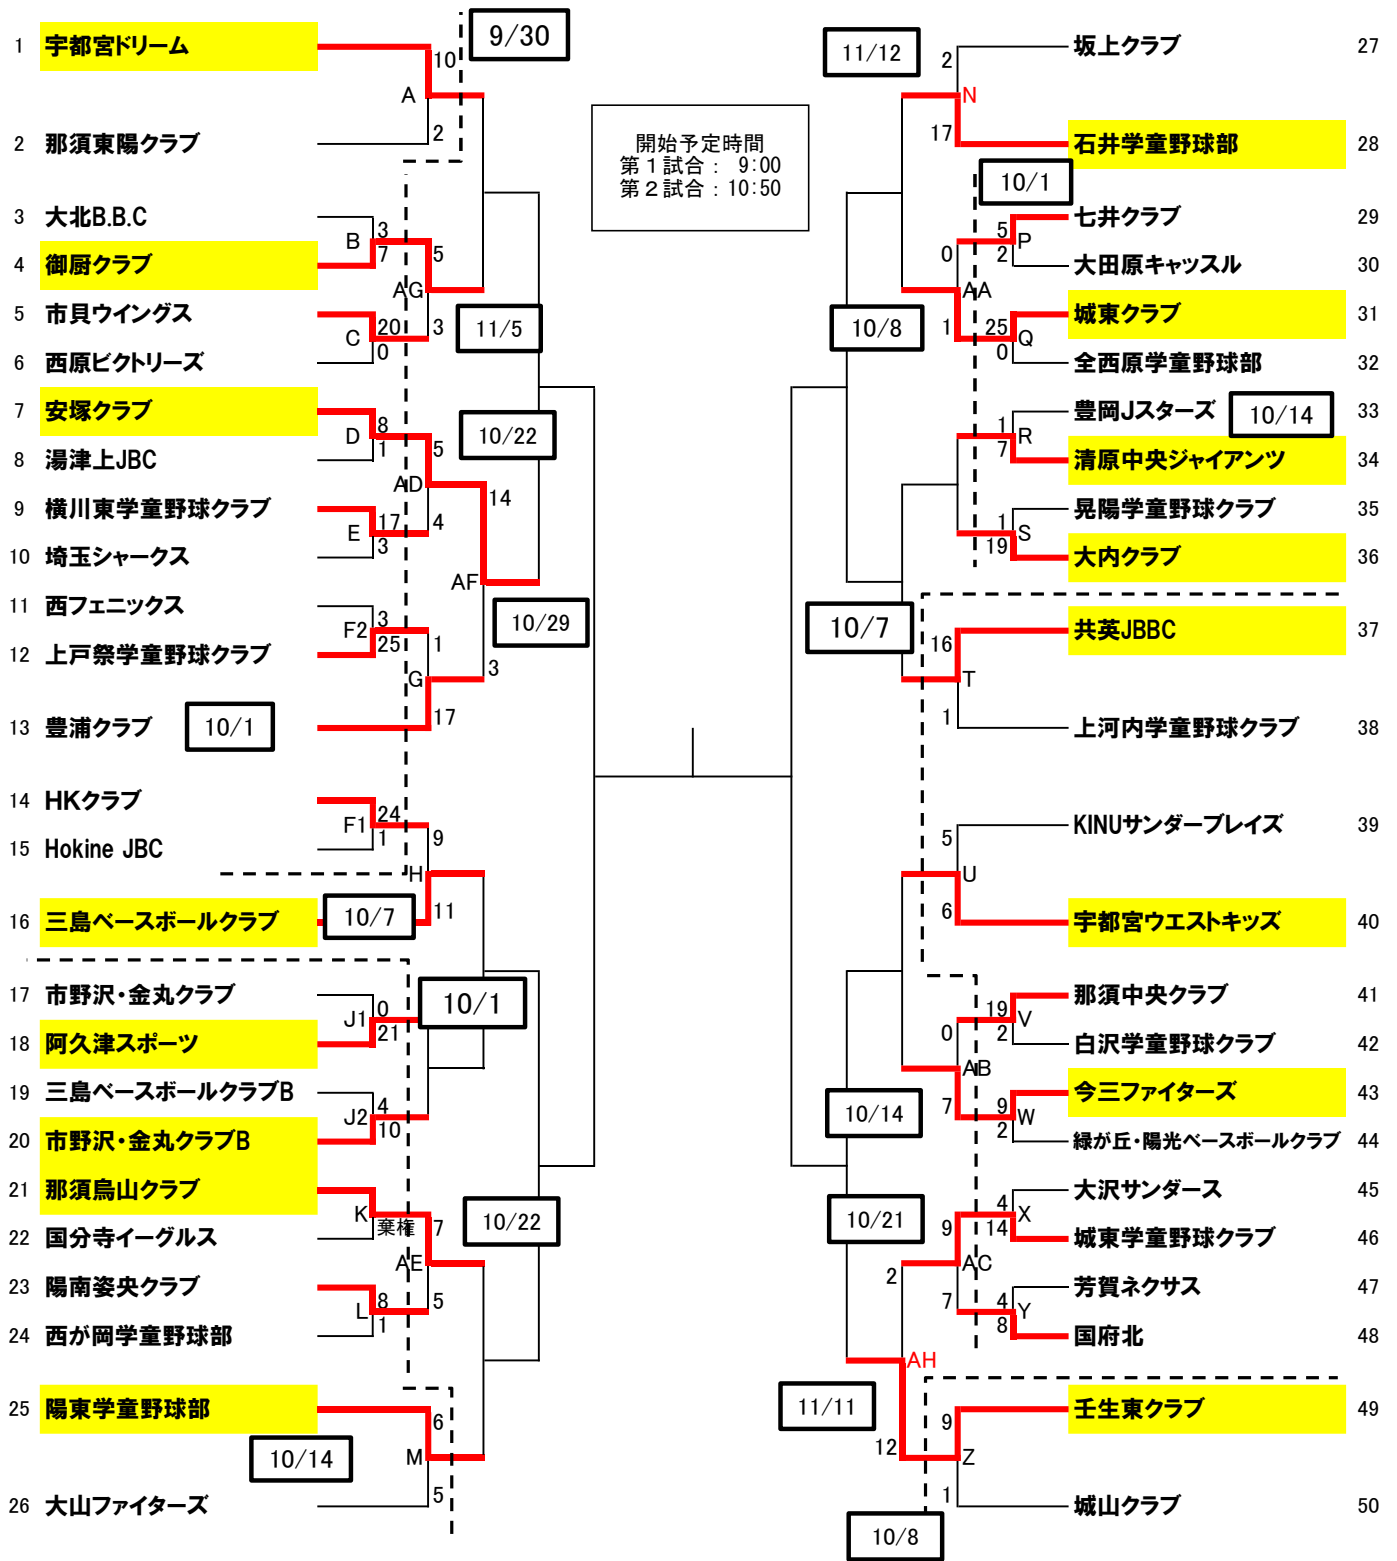 9/30
11/12
開始予定時間
第1試合： 9:00
第2試合：10:50
1 宇都宮ドリーム
10
A
2
2 那須東陽クラブ
3 大北B.B.C
3
B
7
4 御厨クラブ
5
AG
3
5 市貝ウイングス
20
C
0
6 西原ビクトリーズ
11/5
7 安塚クラブ
8
D
1
8 湯津上JBC
5
AD
4
10/22
14
9 横川東学童野球クラブ
17
E
3
10 埼玉シャークス
AF
10/29
11 西フェニックス
3
F2
25
12 上戸祭学童野球クラブ
1
G
17
3
13 豊浦クラブ
10/1
14 HKクラブ
24
F1
1
15 Hokine JBC
9
H
11
16 三島ベースボールクラブ
10/7
17 市野沢・金丸クラブ
0
J1
21
10/1
18 阿久津スポーツ
19 三島ベースボールクラブB
4
J2
10
20 市野沢・金丸クラブB
21 那須烏山クラブ
K
棄権
7
22 国分寺イーグルス
AE
10/22
23 陽南姿央クラブ
8
L
1
5
24 西が岡学童野球部
25 陽東学童野球部
6
10/14
M
5
26 大山ファイターズ
坂上クラブ 27
2
N
17
石井学童野球部 28
10/1
七井クラブ 29
5
P
2
大田原キャッスル 30
0
AA
1
10/8
城東クラブ 31
25
Q
0
全西原学童野球部 32
豊岡Jスターズ 33
10/14
1
R
7
清原中央ジャイアンツ 34
晃陽学童野球クラブ 35
1
S
19
大内クラブ 36
10/7
共英JBBC 37
16
T
1
上河内学童野球クラブ 38
KINUサンダーブレイズ 39
5
U
6
宇都宮ウエストキッズ 40
那須中央クラブ 41
19
V
2
白沢学童野球クラブ 42
0
AB
7
10/14
今三ファイターズ 43
9
W
2
緑が丘・陽光ベースボールクラブ 44
大沢サンダース 45
4
X
14
城東学童野球クラブ 46
10/21
9
AC
7
2
芳賀ネクサス 47
4
Y
8
国府北 48
AH
11/11
12
壬生東クラブ 49
9
Z
1
城山クラブ 50
10/8